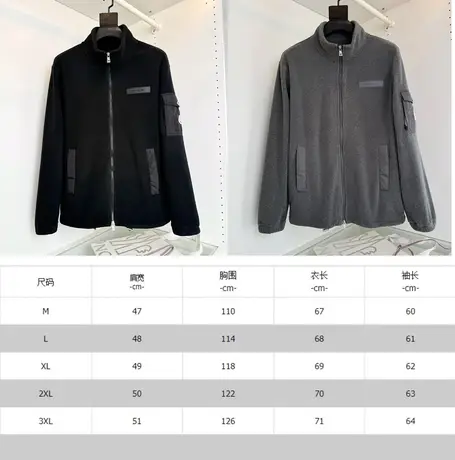 尺码 肩宽 -cm- 胸围 -cm- 衣长 -cm- 袖长 -cm-
M 47 110 67 60
L 48 114 68 61
XL 49 118 69 62
2XL 50 122 70 63
3XL 51 126 71 64